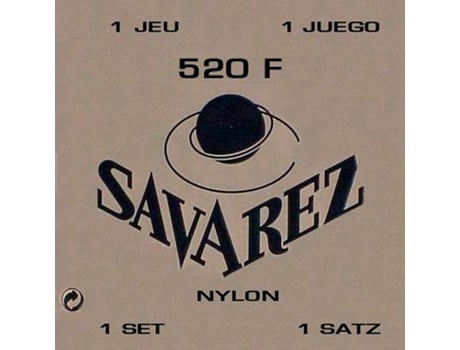 1 JEU 1 JUEGO
520 F
SAVAREZ
NYLON
1 SET 1 SATZ